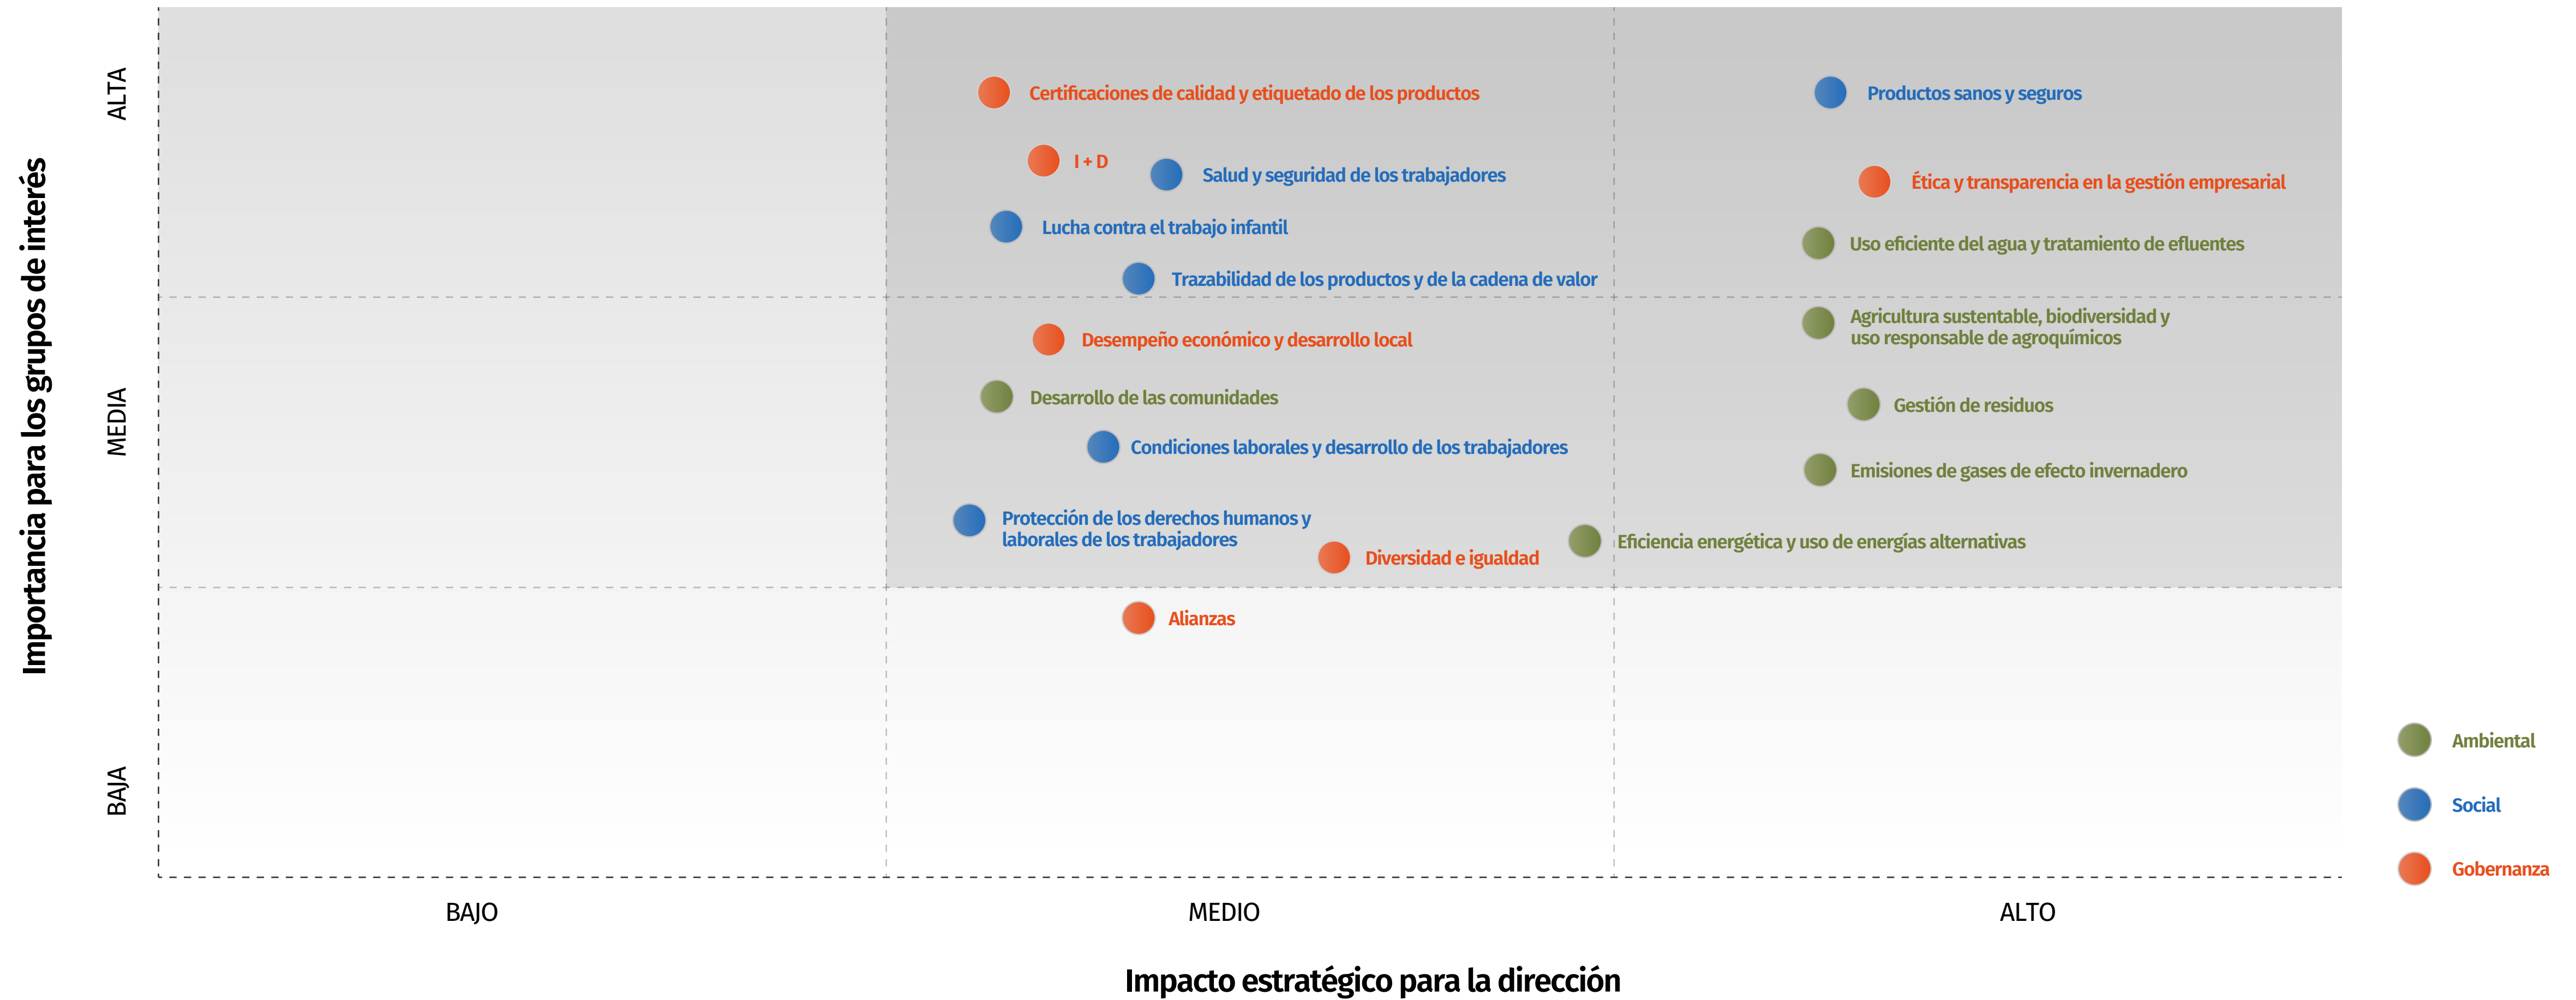 Importancia para los grupos de interés
ALTA
MEDIA
BAJA
Certificaciones de calidad y etiquetado de los productos
Productos sanos y seguros
I + D
Salud y seguridad de los trabajadores
Ética y transparencia en la gestión empresarial
Lucha contra el trabajo infantil
Uso eficiente del agua y tratamiento de efluentes
Trazabilidad de los productos y de la cadena de valor
Agricultura sustentable, biodiversidad y
uso responsable de agroquímicos
Desempeño económico y desarrollo local
Desarrollo de las comunidades
Gestión de residuos
Condiciones laborales y desarrollo de los trabajadores
Emisiones de gases de efecto invernadero
Protección de los derechos humanos y
laborales de los trabajadores
Eficiencia energética y uso de energías alternativas
Diversidad e igualdad
Alianzas
Ambiental
Social
Gobernanza
BAJO
MEDIO
ALTO
Impacto estratégico para la dirección